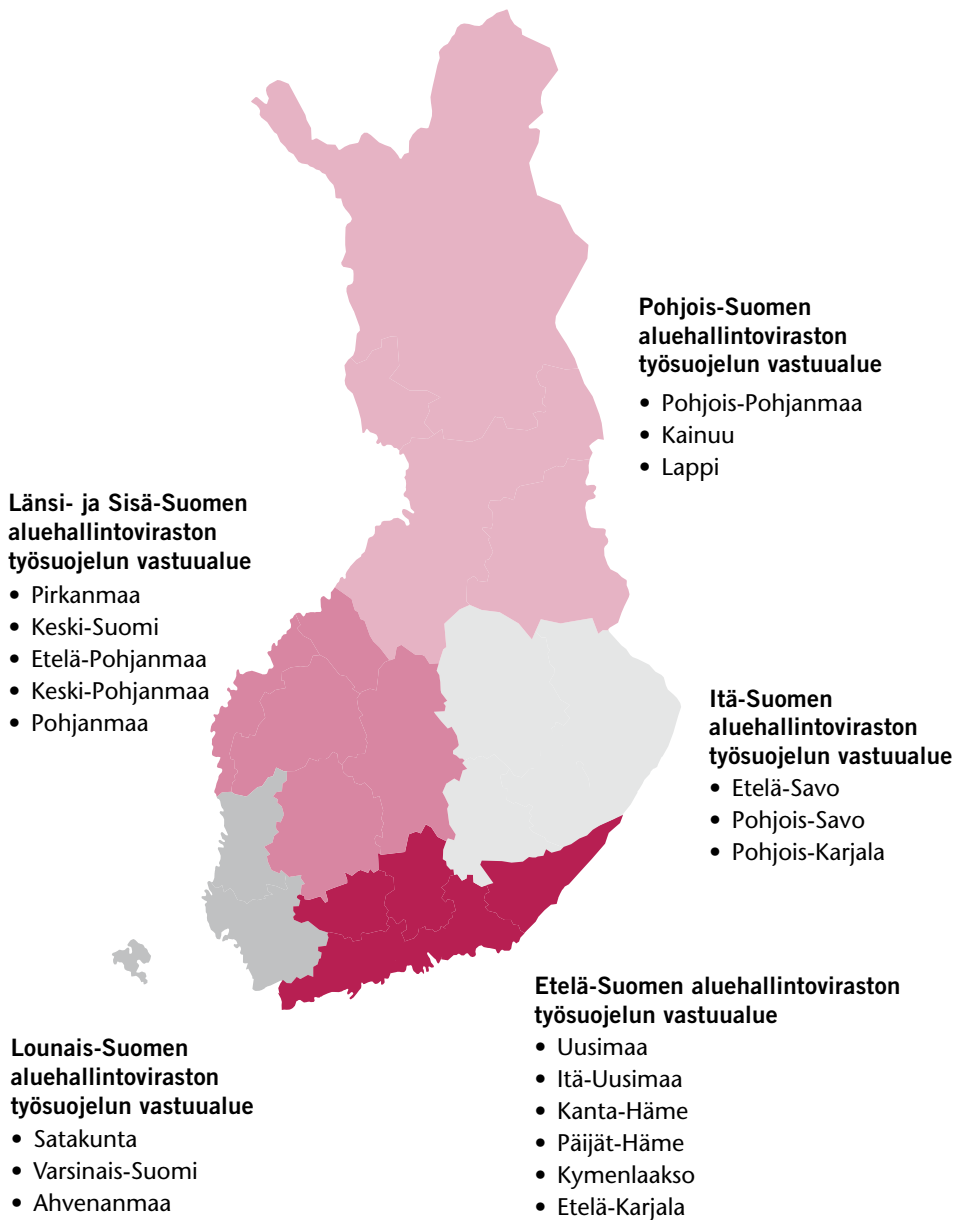 Pohjois-Suomen
aluehallintoviraston
työsuojelun vastuualue
• Pohjois-Pohjanmaa
• Kainuu
• Lappi
Länsi- ja Sisä-Suomen
aluehallintoviraston
työsuojelun vastuualue
• Pirkanmaa
• Keski-Suomi
• Etelä-Pohjanmaa
• Keski-Pohjanmaa
• Pohjanmaa
Itä-Suomen
aluehallintoviraston
työsuojelun vastuualue
• Etelä-Savo
• Pohjois-Savo
• Pohjois-Karjala
Etelä-Suomen aluehallintoviraston
työsuojelun vastuualue
• Uusimaa
• Itä-Uusimaa
• Kanta-Häme
• Päijät-Häme
• Kymenlaakso
• Etelä-Karjala
Lounais-Suomen
aluehallintoviraston
työsuojelun vastuualue
• Satakunta
• Varsinais-Suomi
• Ahvenanmaa